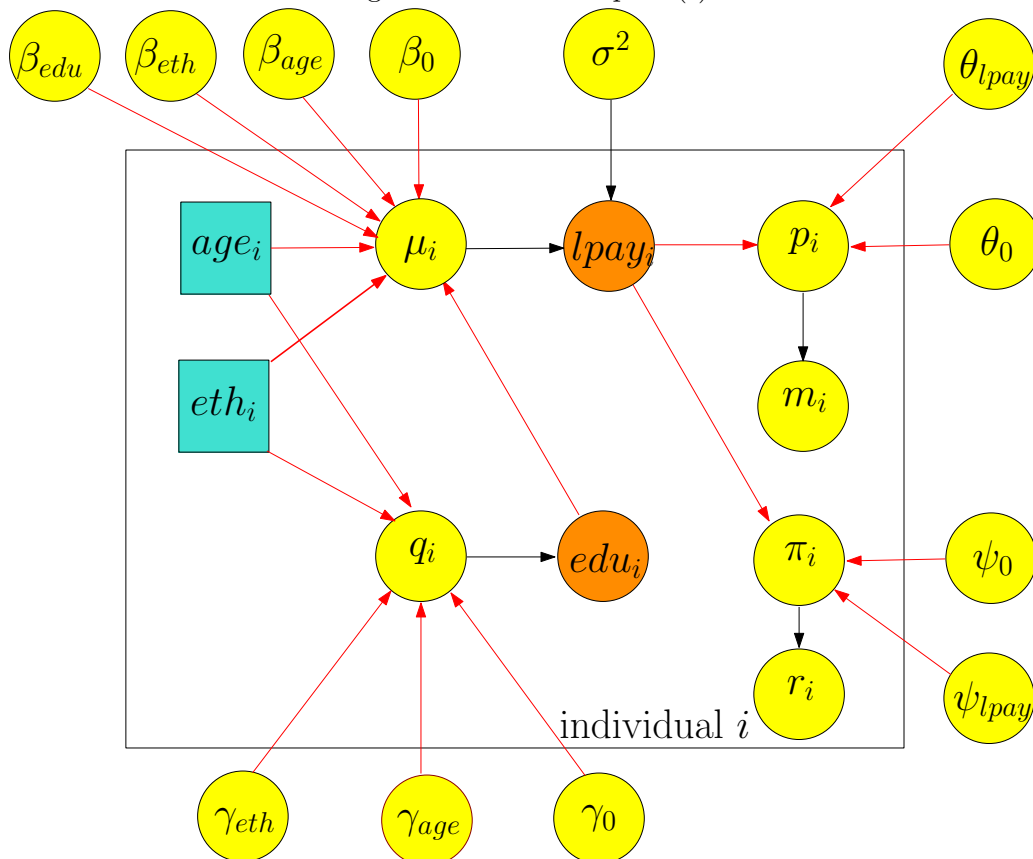 β_edu β_eth β_age β_0 σ² θ_lpay
age_i μ_i lpay_i p_i θ_0
eth_i m_i
q_i edu_i π_i ψ_0
r_i ψ_lpay
individual i
γ_eth γ_age γ_0